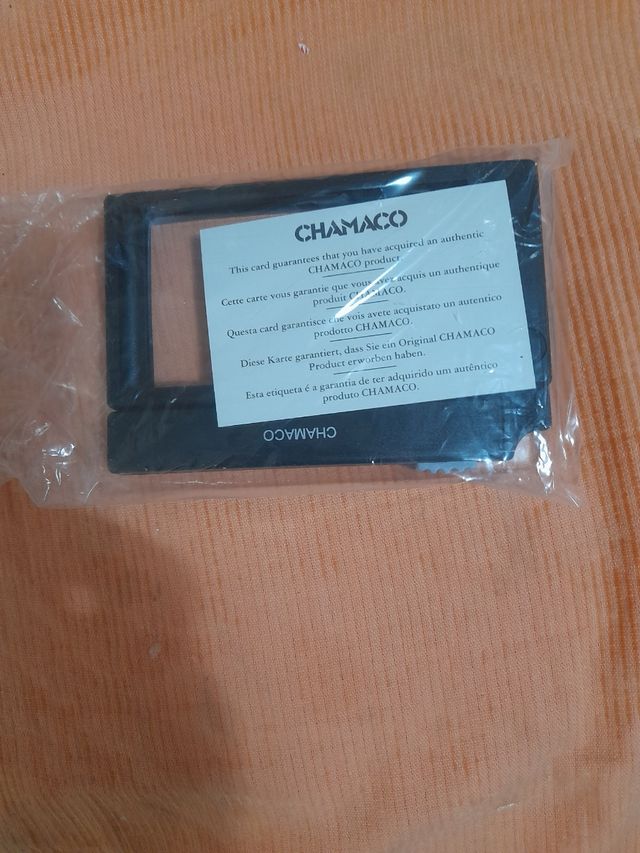 CHAMACO
This card guarantees that you have acquired an authentic
CHAMACO product.
Cette carte vous garantie que vous avez acquis un authentique
produit CHAMACO.
Questa card garantisce che vois avete acquistato un autentico
prodotto CHAMACO.
Diese Karte garantiert, dass Sie ein Original CHAMACO
Product erworben haben.
Esta etiqueta é a garantia de ter adquirido um autêntico
produto CHAMACO.
CHAMACO